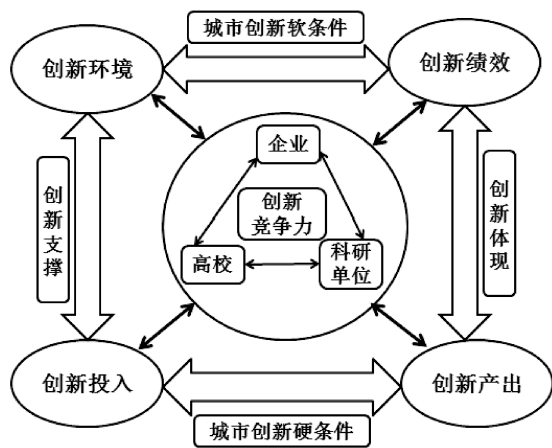 城市创新软条件
创新环境
创新绩效
企业
创新支撑
创新
竞争力
创新体现
高校
科研
单位
创新投入
创新产出
城市创新硬条件